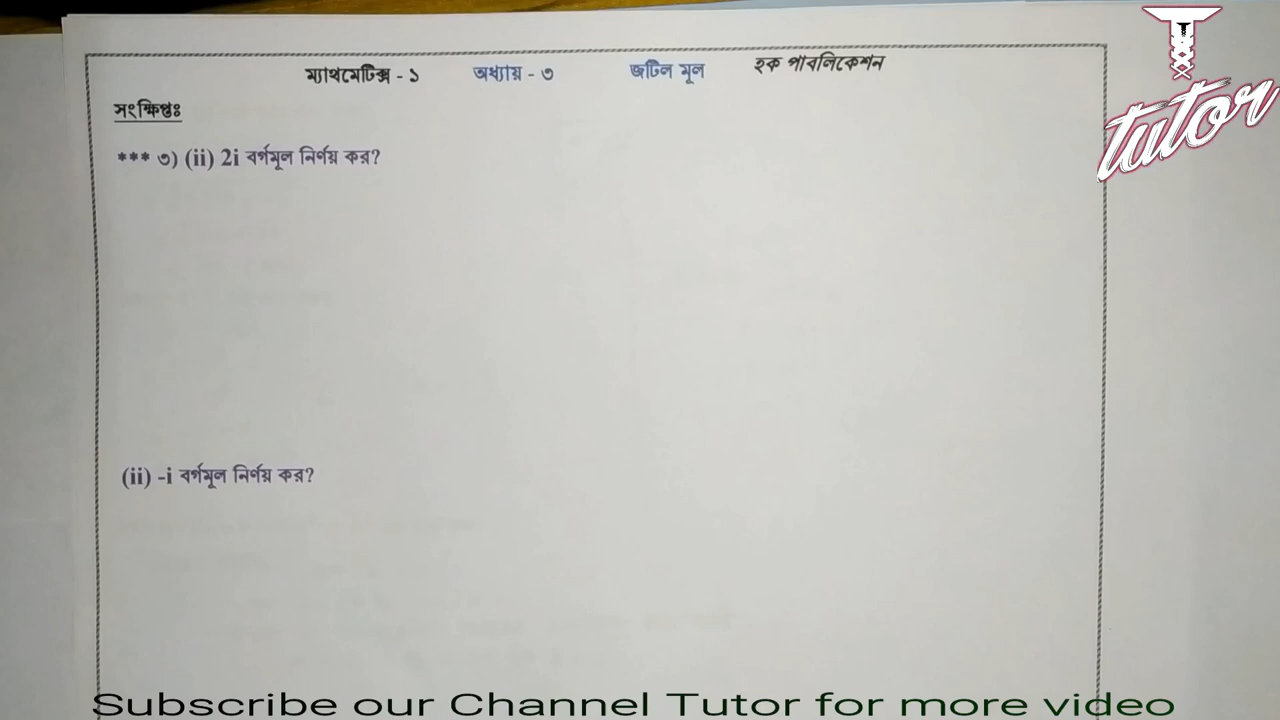 ম্যাথমেটিক্স - ১ অধ্যায় - ৩ জটিল মূল হক পাবলিকেশন
T
tutor
সংক্ষিপ্তঃ
*** ৩) (ii) 2i বর্গমূল নির্ণয় কর?
(ii) -i বর্গমূল নির্ণয় কর?
Subscribe our Channel Tutor for more video